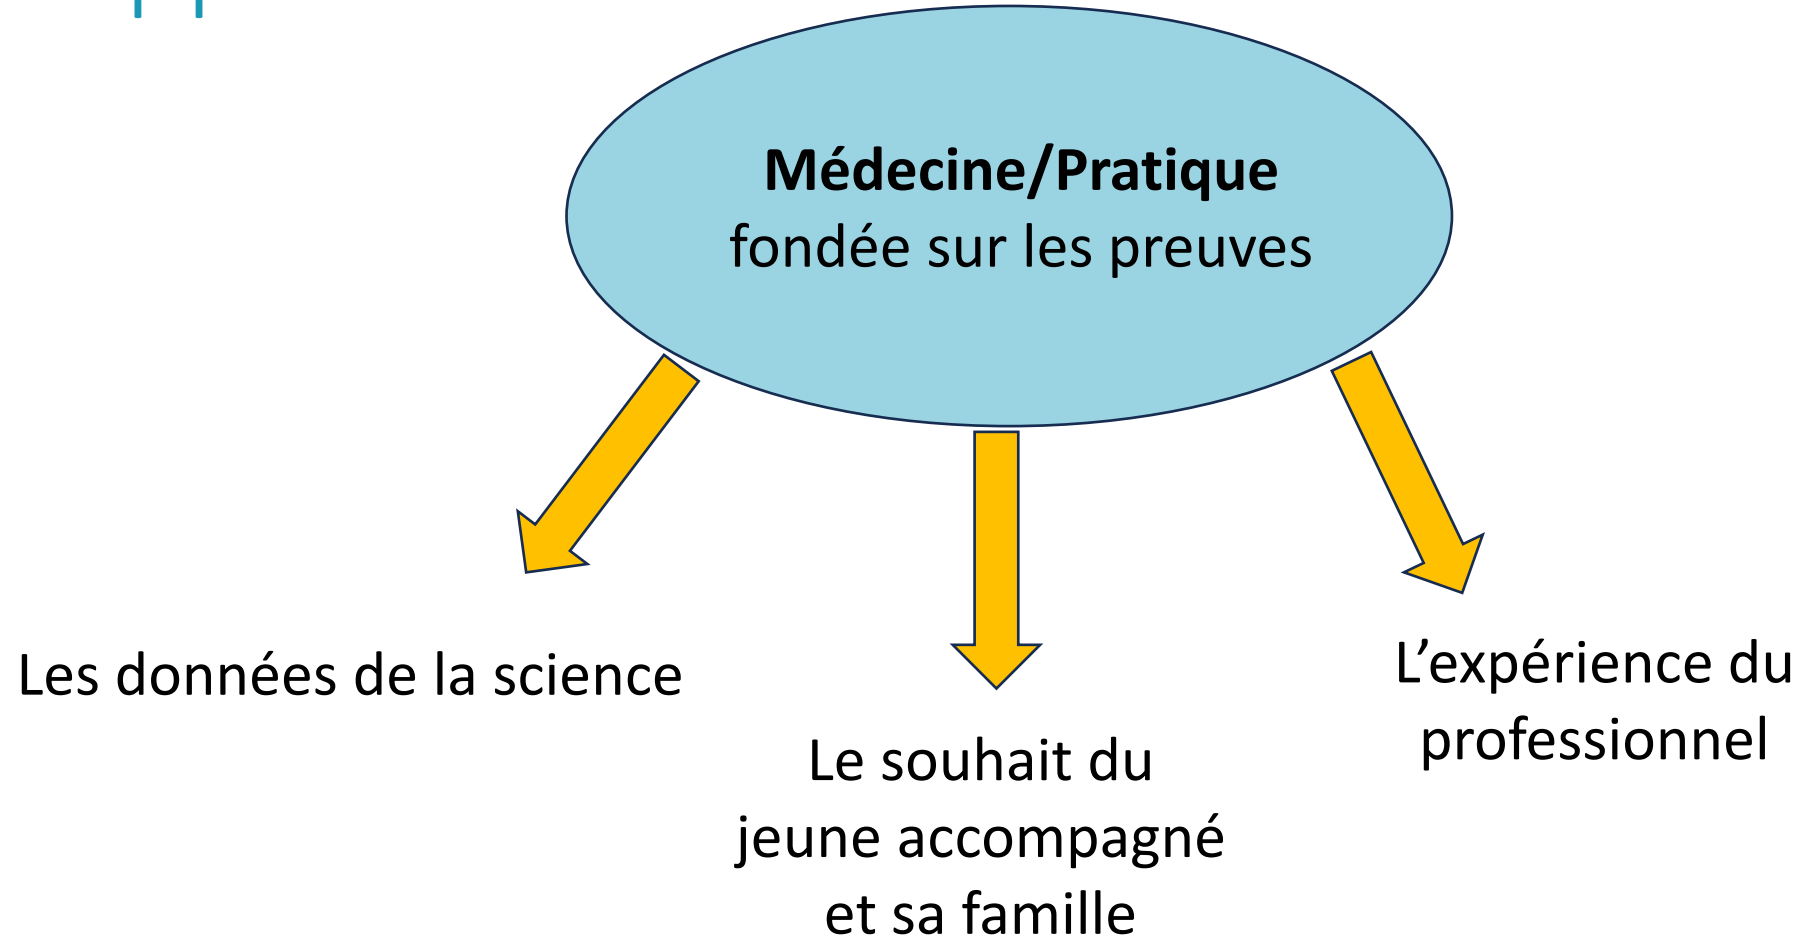 Médecine/Pratique
fondée sur les preuves
Les données de la science
Le souhait du
jeune accompagné
et sa famille
L’expérience du
professionnel